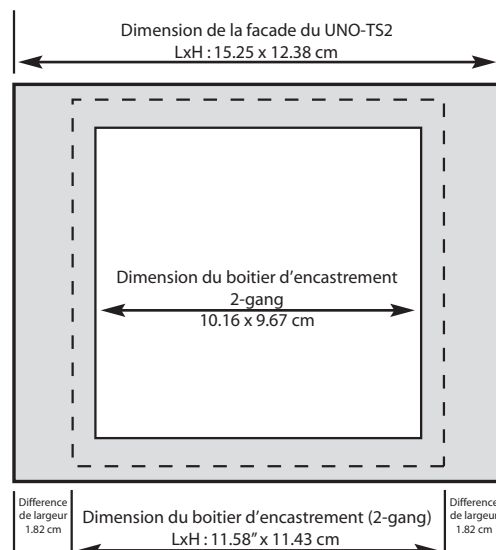 Dimension de la facade du UNO-TS2
LxH : 15.25 x 12.38 cm
Dimension du boitier d’encastrement
2-gang
10.16 x 9.67 cm
Difference
de largeur
1.82 cm
Dimension du boitier d’encastrement (2-gang)
LxH : 11.58” x 11.43 cm
Difference
de largeur
1.82 cm